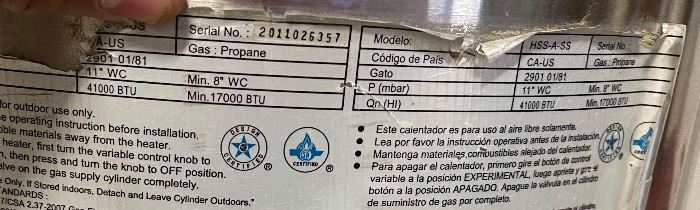 Serial No. : 2011026357
A-US Gas : Propane
2901 01/81
11" WC Min. 8" WC
41000 BTU Min.17000 BTU
for outdoor use only.
operating instruction before installation.
materials away from the heater.
heater, first turn the variable control knob to
then press and turn the knob to OFF position.
on the gas supply cylinder completely.
Only. If Stored indoors, Detach and Leave Cylinder Outdoors."
DESIGN CERTIFIED
CERTIFIED
Modelo: HSS-A-SS Serial No. :
Código de País CA-US Gas : Propane
Gato 2901 01/81
P (mbar) 11" WC Min. 8" WC
Qn (HI) 41000 BTU Min. 17000 BTU
• Este calentador es para uso al aire libre solamente.
• Lea por favor la instrucción operativa antes de la instalación.
• Mantenga materiales combustibles alejado del calentador.
• Para apagar el calentador, primero gire el botón de control
variable a la posición EXPERIMENTAL, luego apriete y gire el
botón a la posición APAGADO. Apague la válvula en el cilindro
de suministro de gas por completo.
CERTIFIED